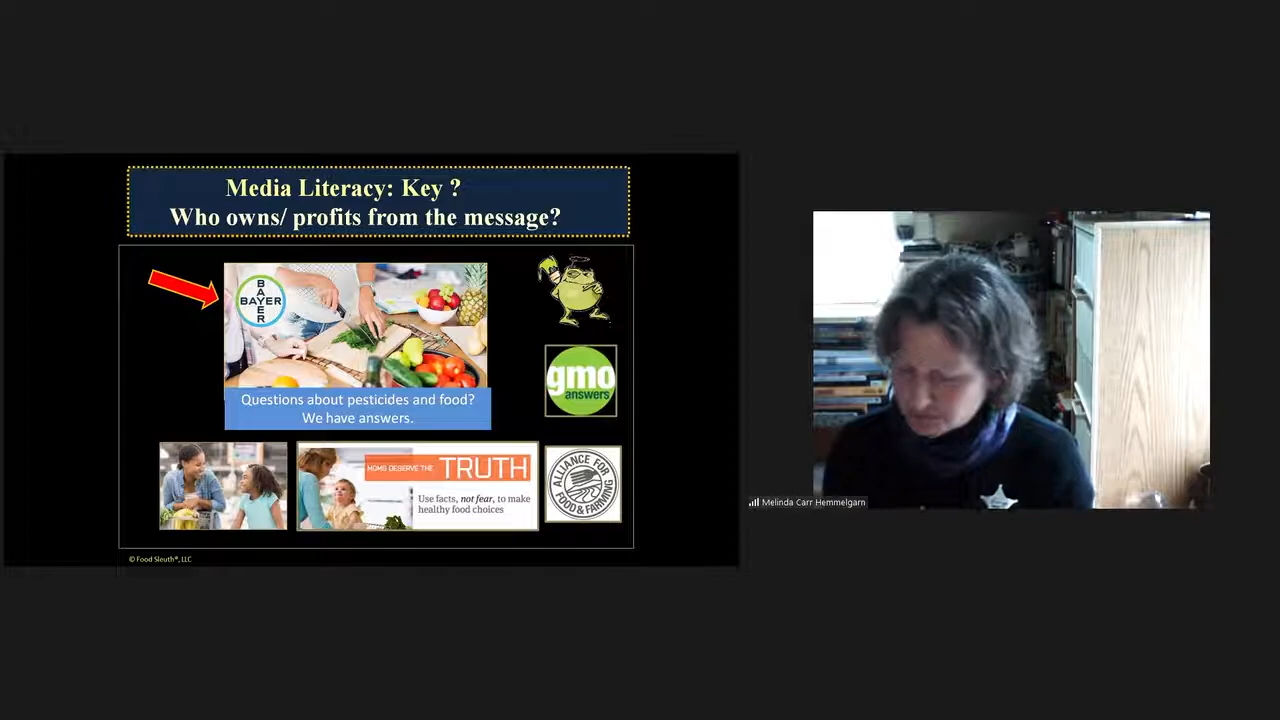 Media Literacy: Key ?
Who owns/ profits from the message?
BAYER
BAYER
Questions about pesticides and food?
We have answers.
gmo
answers
MOMS DESERVE THE TRUTH
Use facts, not fear, to make
healthy food choices
ALLIANCE FOR
FOOD & FARMING
© Food Sleuth®, LLC
Melinda Carr Hemmelgarn